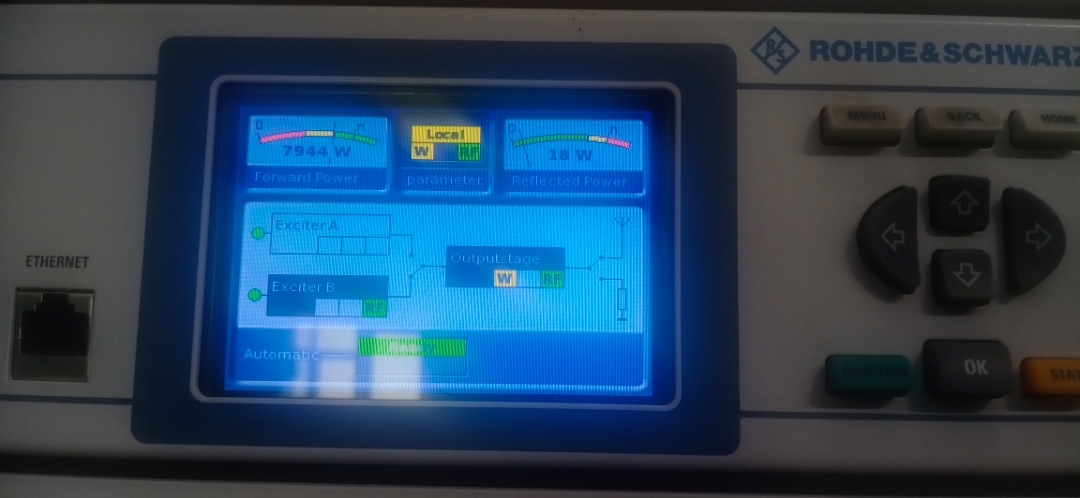 ROHDE&SCHWARZ
MENU
BACK
HOME
0
n
7944 W
Forward Power
Local
W
RF
parameter
0
n
18 W
Reflected Power
Exciter A
Exciter B
RF
Outputstage
W
RF
Automatic
ETHERNET
OK
STAT